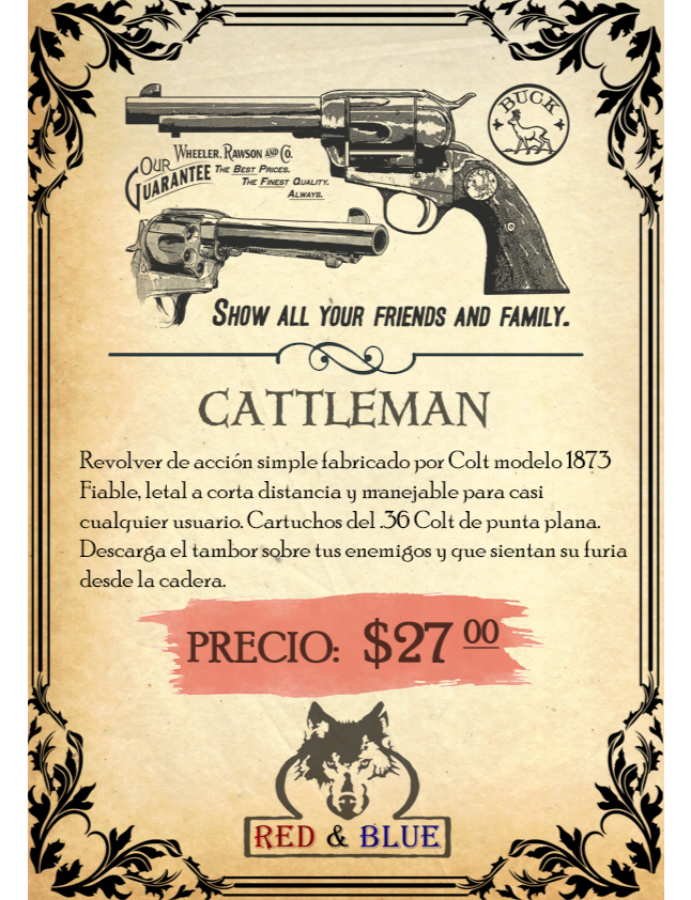 BUCK
WHEELER, RAWSON AND CO.
OUR
GUARANTEE
THE BEST PRICES.
THE FINEST QUALITY.
ALWAYS.
SHOW ALL YOUR FRIENDS AND FAMILY.
CATTLEMAN
Revolver de acción simple fabricado por Colt modelo 1873
Fiable, letal a corta distancia y manejable para casi
cualquier usuario. Cartuchos del .36 Colt de punta plana.
Descarga el tambor sobre tus enemigos y que sientan su furia
desde la cadera.
PRECIO: $27 00
RED & BLUE